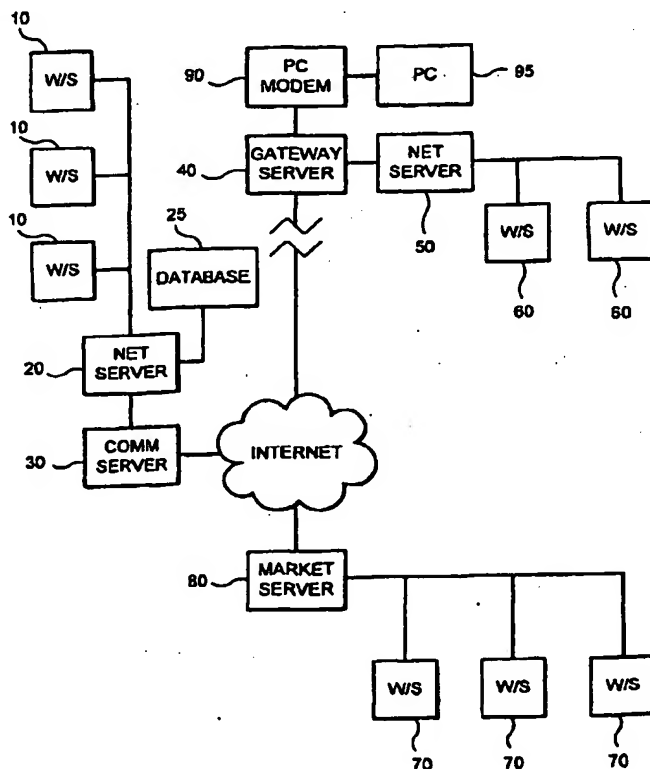 10
W/S
10
W/S
10
W/S
25
DATABASE
NET
SERVER
20
COMM
SERVER
30
90
PC
MODEM
PC
95
GATEWAY
SERVER
40
NET
SERVER
50
W/S
60
W/S
60
INTERNET
MARKET
SERVER
80
W/S
70
W/S
70
W/S
70